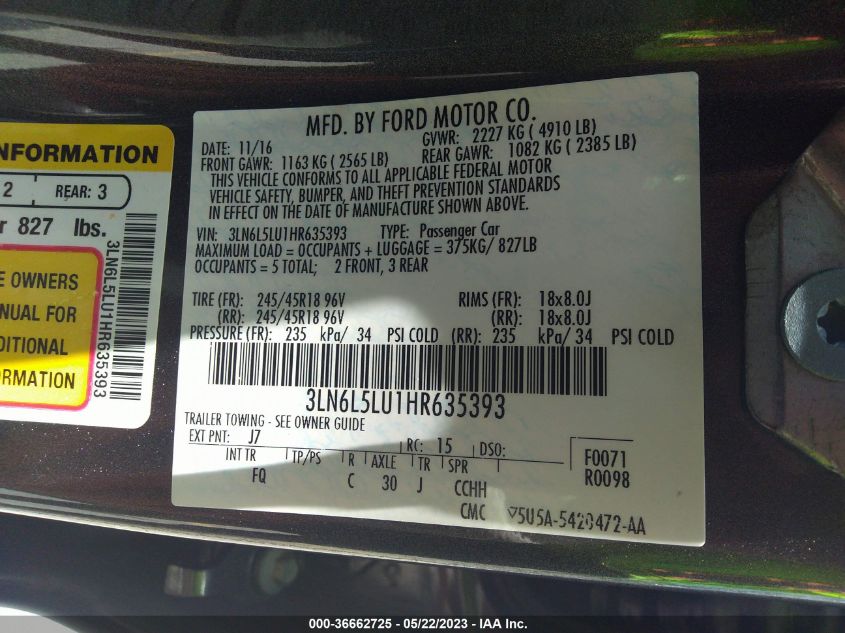 NFORMATION
2 REAR: 3
r 827 lbs.
E OWNERS
NUAL FOR
DITIONAL
RMATION
3LN6L5LU1HR635393
MFD. BY FORD MOTOR CO.
DATE: 11/16 GVWR: 2227 KG ( 4910 LB)
FRONT GAWR: 1163 KG ( 2565 LB) REAR GAWR: 1082 KG ( 2385 LB)
THIS VEHICLE CONFORMS TO ALL APPLICABLE FEDERAL MOTOR
VEHICLE SAFETY, BUMPER, AND THEFT PREVENTION STANDARDS
IN EFFECT ON THE DATE OF MANUFACTURE SHOWN ABOVE.
VIN: 3LN6L5LU1HR635393 TYPE: Passenger Car
MAXIMUM LOAD = OCCUPANTS + LUGGAGE = 375KG/ 827LB
OCCUPANTS = 5 TOTAL; 2 FRONT, 3 REAR
TIRE (FR): 245/45R18 96V RIMS (FR): 18x8.0J
(RR): 245/45R18 96V (RR): 18x8.0J
PRESSURE (FR): 235 kPa/ 34 PSI COLD (RR): 235 kPa/ 34 PSI COLD
3LN6L5LU1HR635393
TRAILER TOWING - SEE OWNER GUIDE
EXT PNT: J7 RC: 15 DSO:
INT TR TP/PS R AXLE TR SPR
FQ C 30 J CCHH
F0071
R0098
CMC 5U5A-5420472-AA
000-36662725 - 05/22/2023 - IAA Inc.